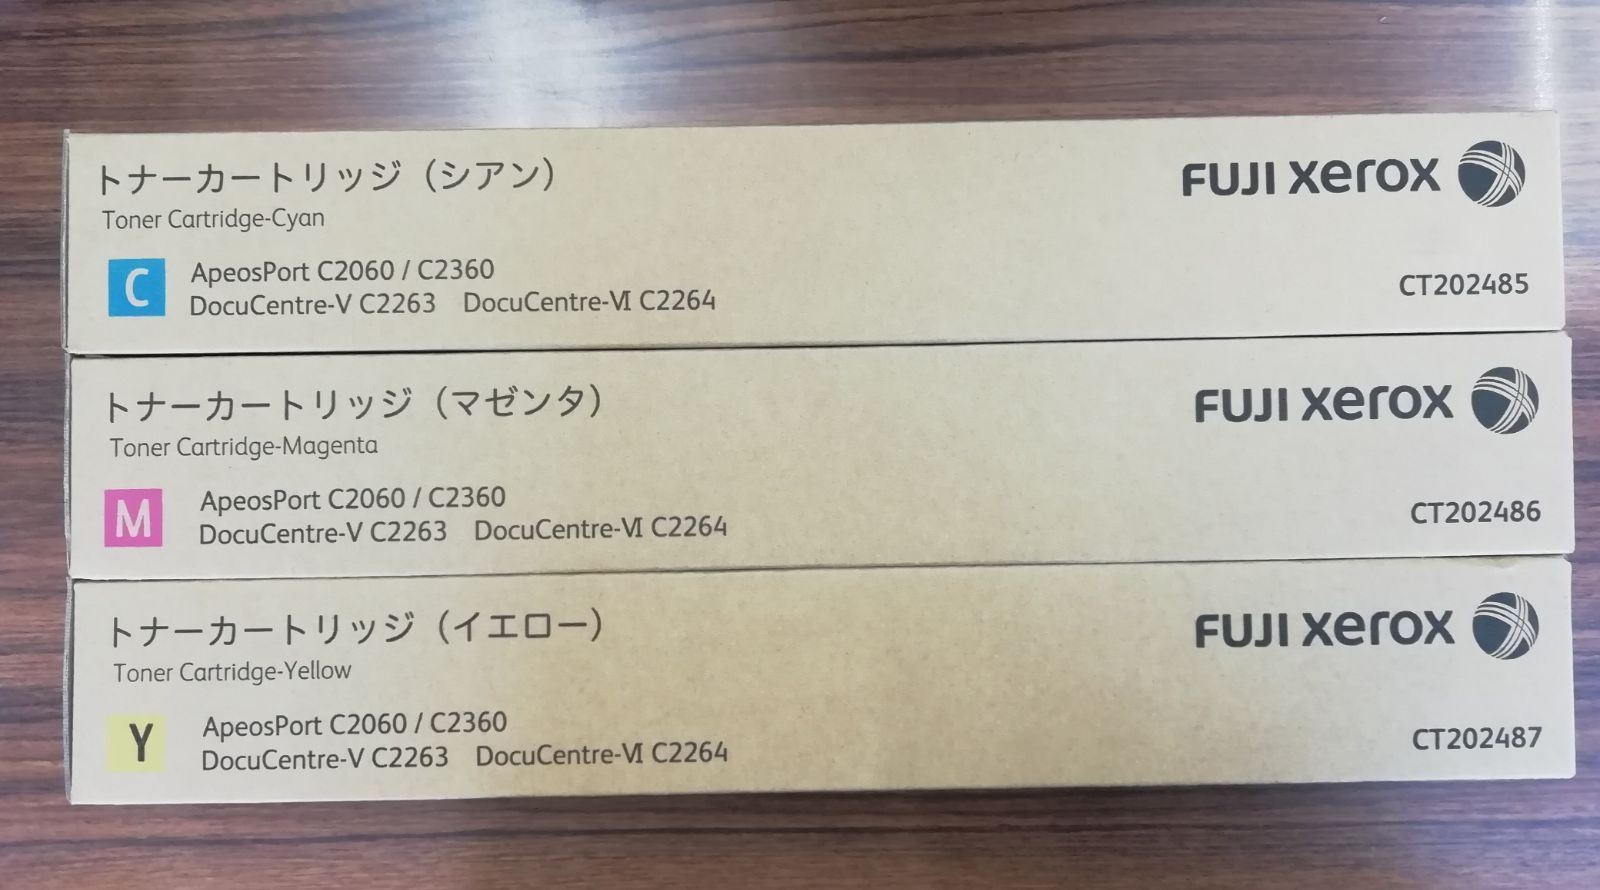 トナーカートリッジ（シアン）
FUJI xerox
Toner Cartridge-Cyan
C
ApeosPort C2060 / C2360
DocuCentre-V C2263 DocuCentre-Ⅵ C2264
CT202485
トナーカートリッジ（マゼンタ）
FUJI xerox
Toner Cartridge-Magenta
M
ApeosPort C2060 / C2360
DocuCentre-V C2263 DocuCentre-Ⅵ C2264
CT202486
トナーカートリッジ（イエロー）
FUJI xerox
Toner Cartridge-Yellow
Y
ApeosPort C2060 / C2360
DocuCentre-V C2263 DocuCentre-Ⅵ C2264
CT202487